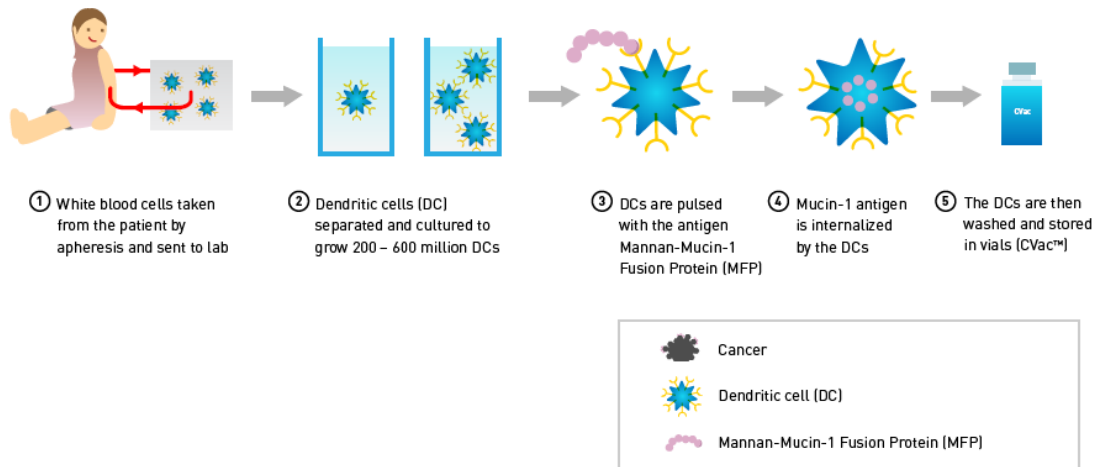 CVac
① White blood cells taken
from the patient by
apheresis and sent to lab
② Dendritic cells (DC)
separated and cultured to
grow 200 – 600 million DCs
③ DCs are pulsed
with the antigen
Mannan-Mucin-1
Fusion Protein (MFP)
④ Mucin-1 antigen
is internalized
by the DCs
⑤ The DCs are then
washed and stored
in vials (CVac™)
Cancer
Dendritic cell (DC)
Mannan-Mucin-1 Fusion Protein (MFP)